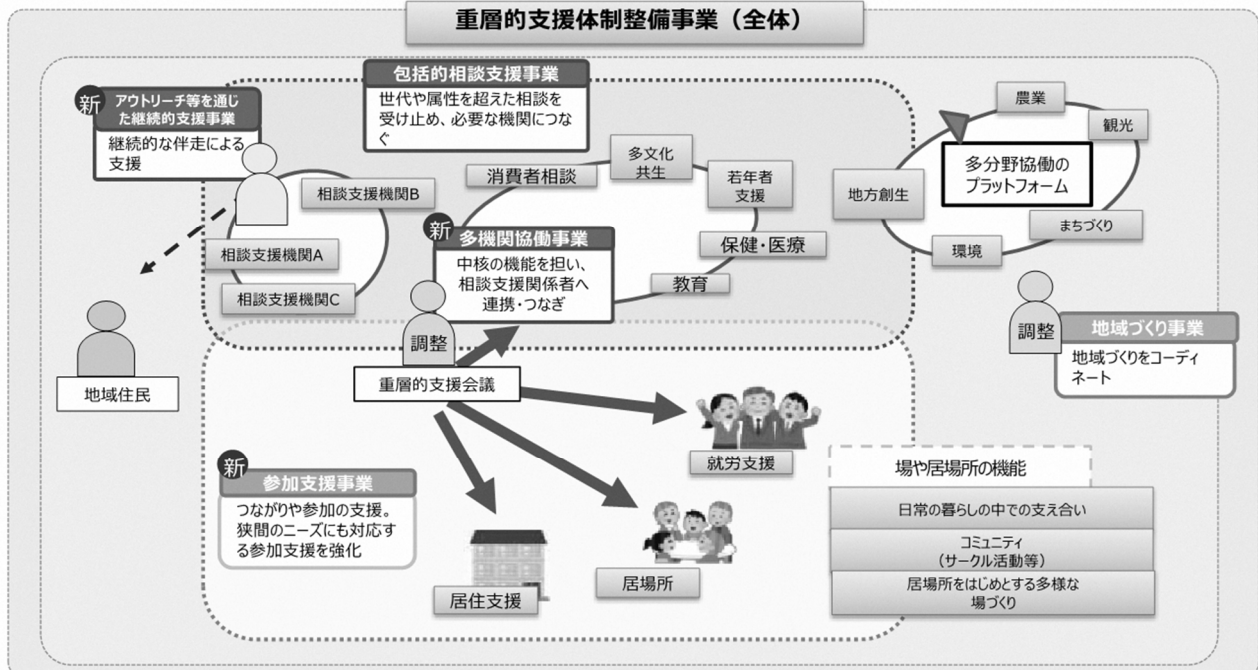 重層的支援体制整備事業（全体）
新
アウトリーチ等を通じ
た継続的支援事業
継続的な伴走による
支援
包括的相談支援事業
世代や属性を超えた相談を
受け止め、必要な機関につな
ぐ
相談支援機関B
相談支援機関A
相談支援機関C
消費者相談
多文化
共生
若年者
支援
保健・医療
教育
新
多機関協働事業
中核の機能を担い、
相談支援関係者へ
連携・つなぎ
農業
観光
多分野協働の
プラットフォーム
地方創生
まちづくり
環境
調整
地域づくり事業
地域づくりをコーディ
ネート
地域住民
調整
重層的支援会議
新
参加支援事業
つながりや参加の支援。
狭間のニーズにも対応す
る参加支援を強化
就労支援
居場所
居住支援
場や居場所の機能
日常の暮らしの中での支え合い
コミュニティ
（サークル活動等）
居場所をはじめとする多様な
場づくり